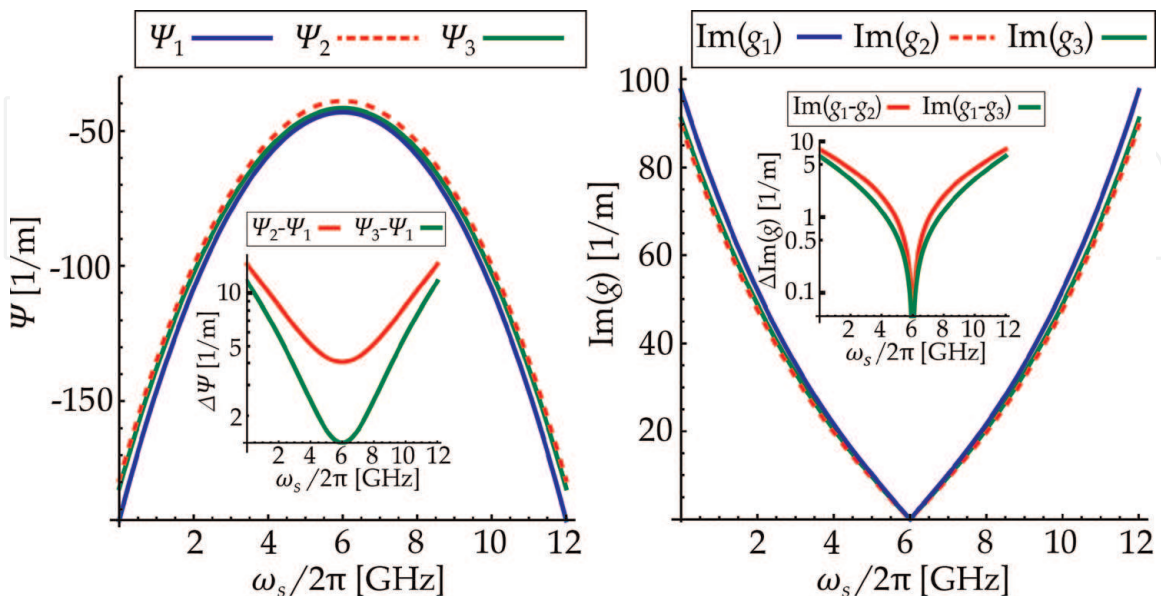 Ψ1 Ψ2 Ψ3
Ψ [1/m]
-50
-100
-150
Ψ2-Ψ1 Ψ3-Ψ1
ΔΨ [1/m]
10
5
2
2 4 6 8 10 12
ωs/2π [GHz]
2 4 6 8 10 12
ωs/2π [GHz]
Im(g1) Im(g2) Im(g3)
Im(g) [1/m]
100
80
60
40
20
Im(g1-g2) Im(g1-g3)
ΔIm(g) [1/m]
10
5
1
0.5
0.1
2 4 6 8 10 12
ωs/2π [GHz]
2 4 6 8 10 12
ωs/2π [GHz]